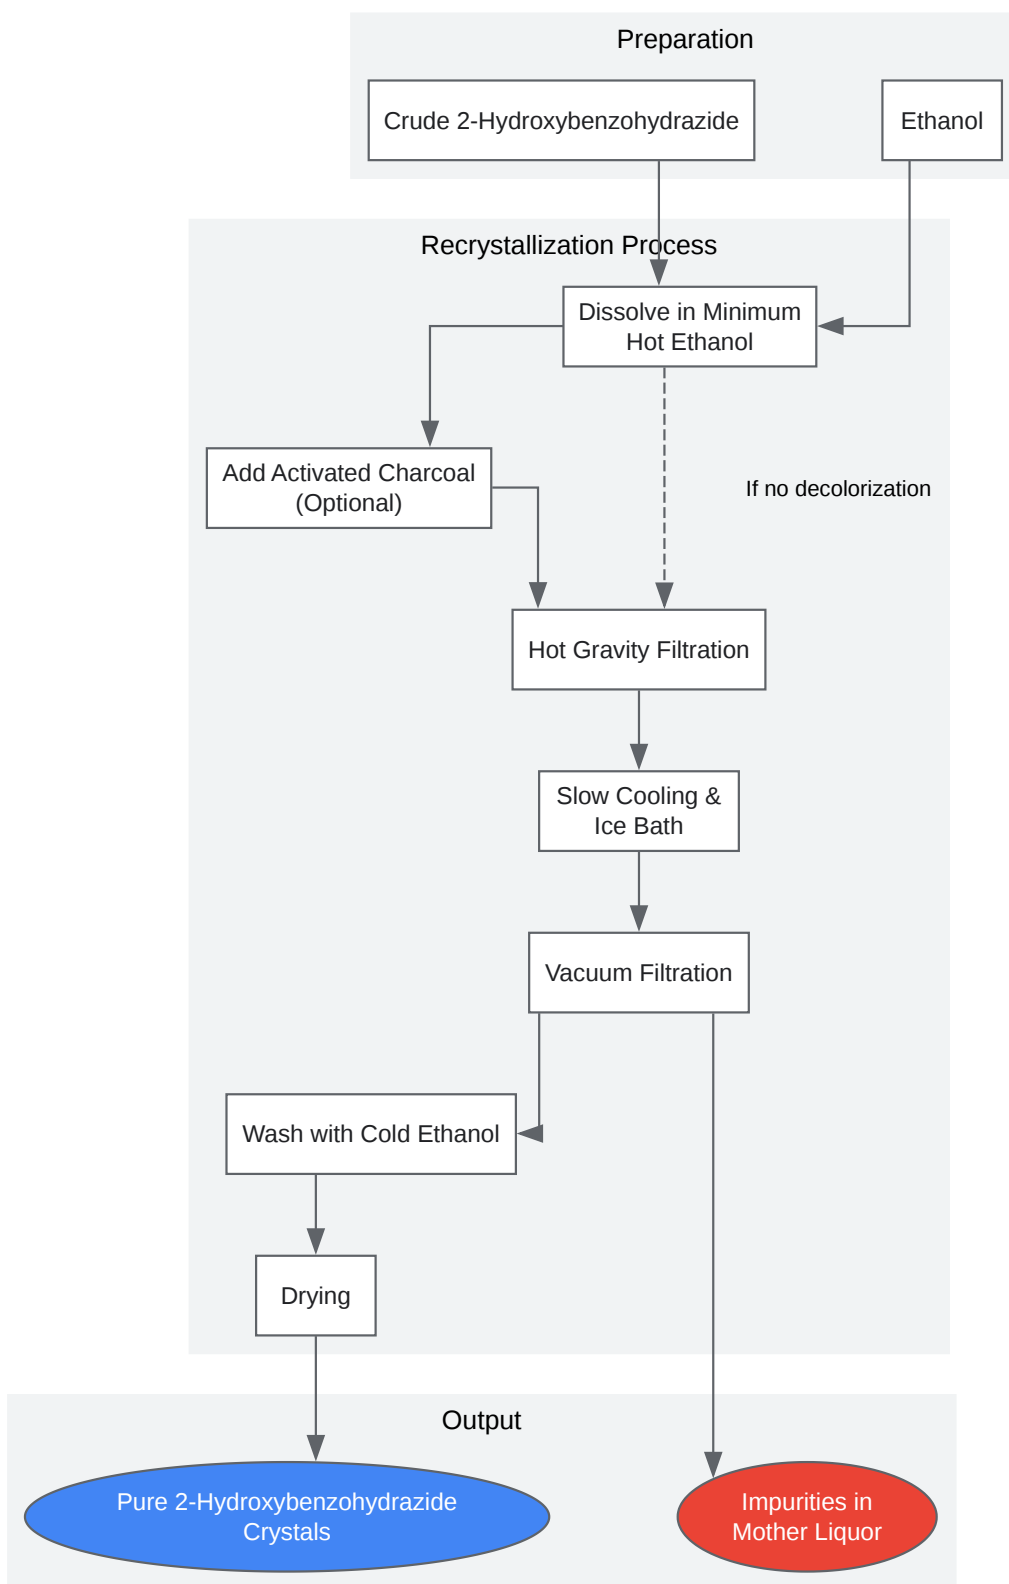 Preparation
Crude 2-Hydroxybenzohydrazide
Ethanol
Recrystallization Process
Dissolve in Minimum
Hot Ethanol
Add Activated Charcoal
(Optional)
If no decolorization
Hot Gravity Filtration
Slow Cooling &
Ice Bath
Vacuum Filtration
Wash with Cold Ethanol
Drying
Output
Pure 2-Hydroxybenzohydrazide
Crystals
Impurities in
Mother Liquor